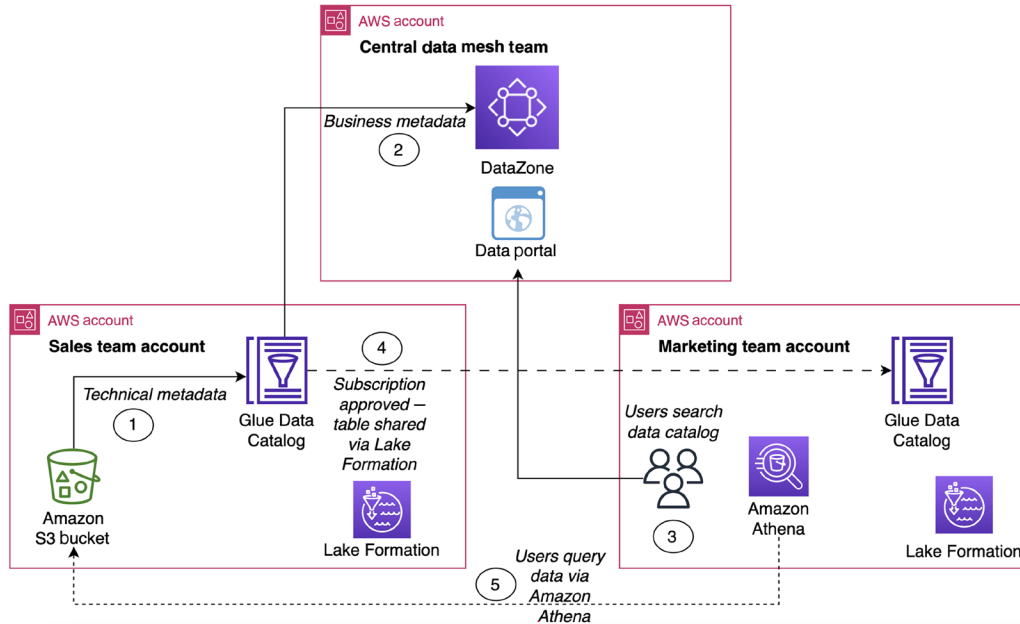 AWS account
Central data mesh team
Business metadata
2
DataZone
Data portal
AWS account
Sales team account
4
Technical metadata
1
Glue Data
Catalog
Subscription
approved —
table shared
via Lake
Formation
Amazon
S3 bucket
Lake Formation
AWS account
Marketing team account
Users search
data catalog
Glue Data
Catalog
3
Amazon
Athena
Lake Formation
5
Users query
data via
Amazon
Athena